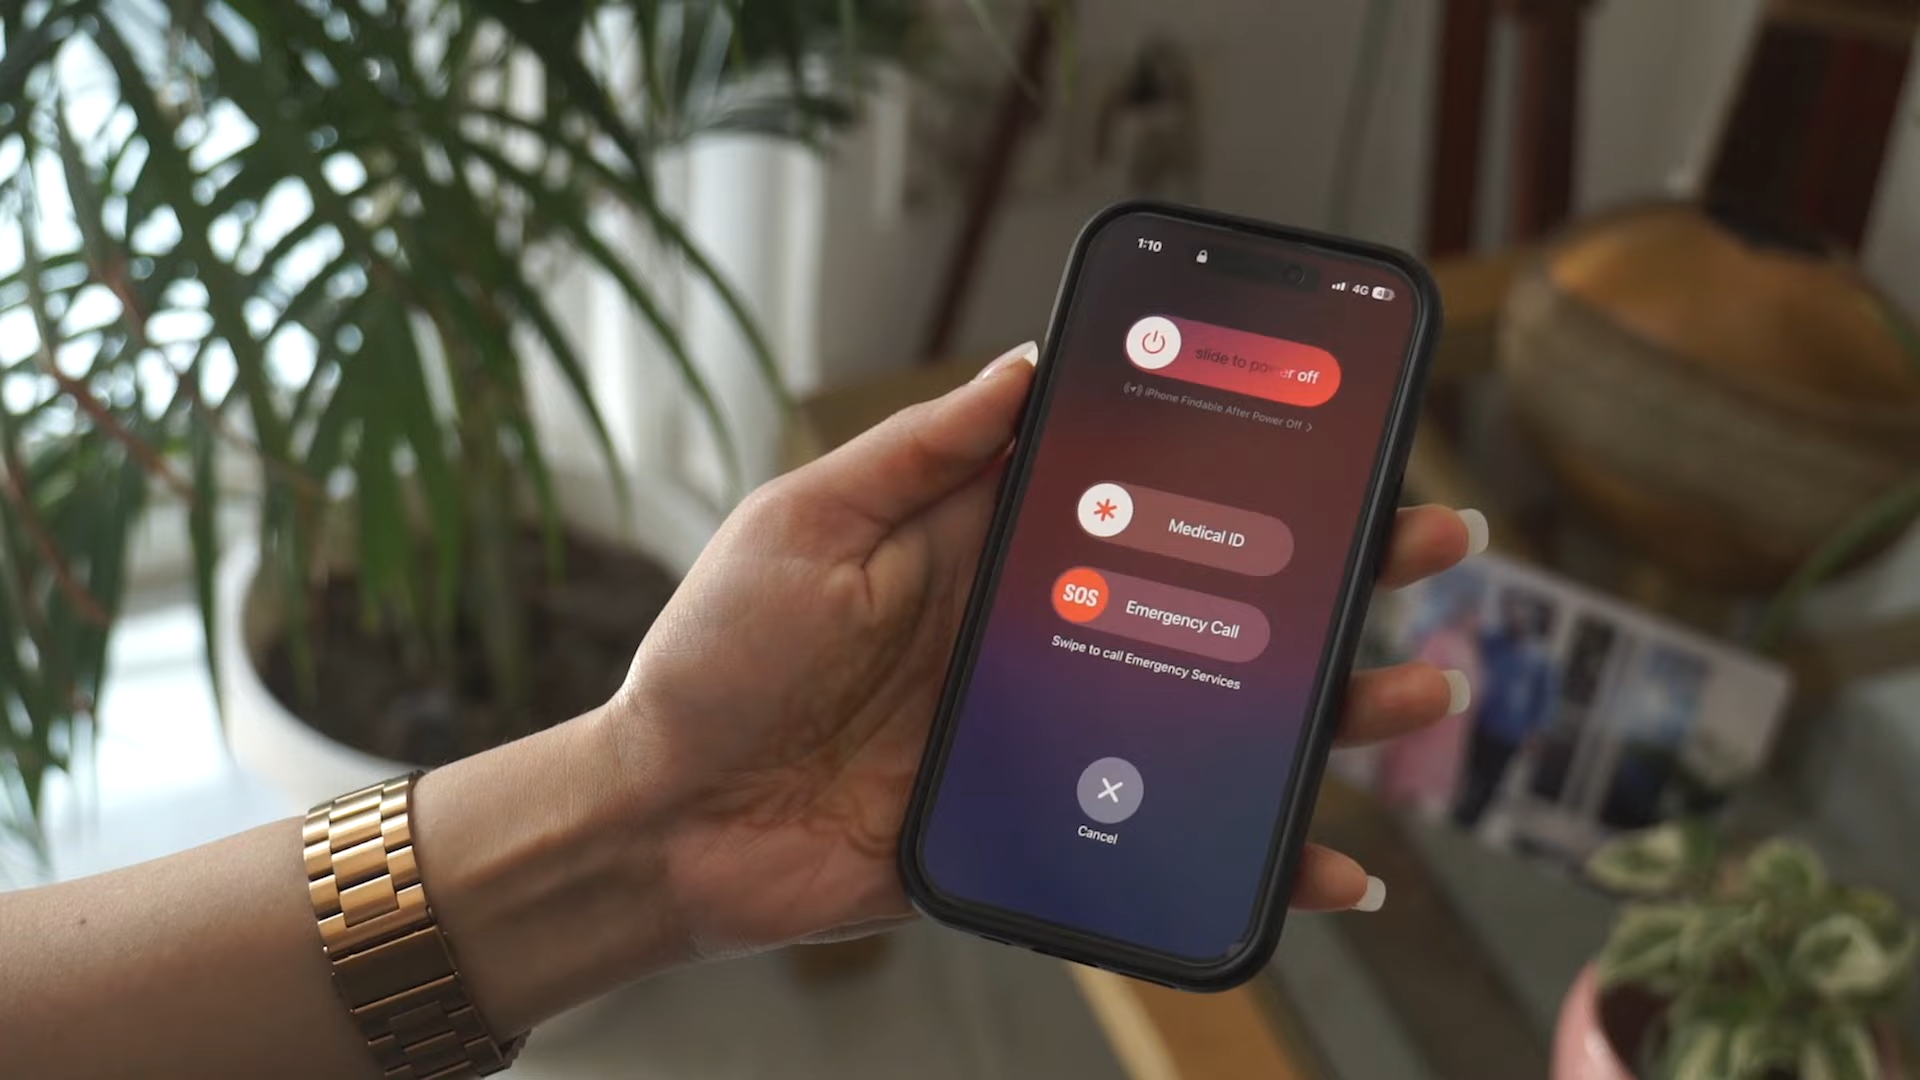 1:10
4G
slide to power off
iPhone Findable After Power Off >
Medical ID
SOS
Emergency Call
Swipe to call Emergency Services
Cancel